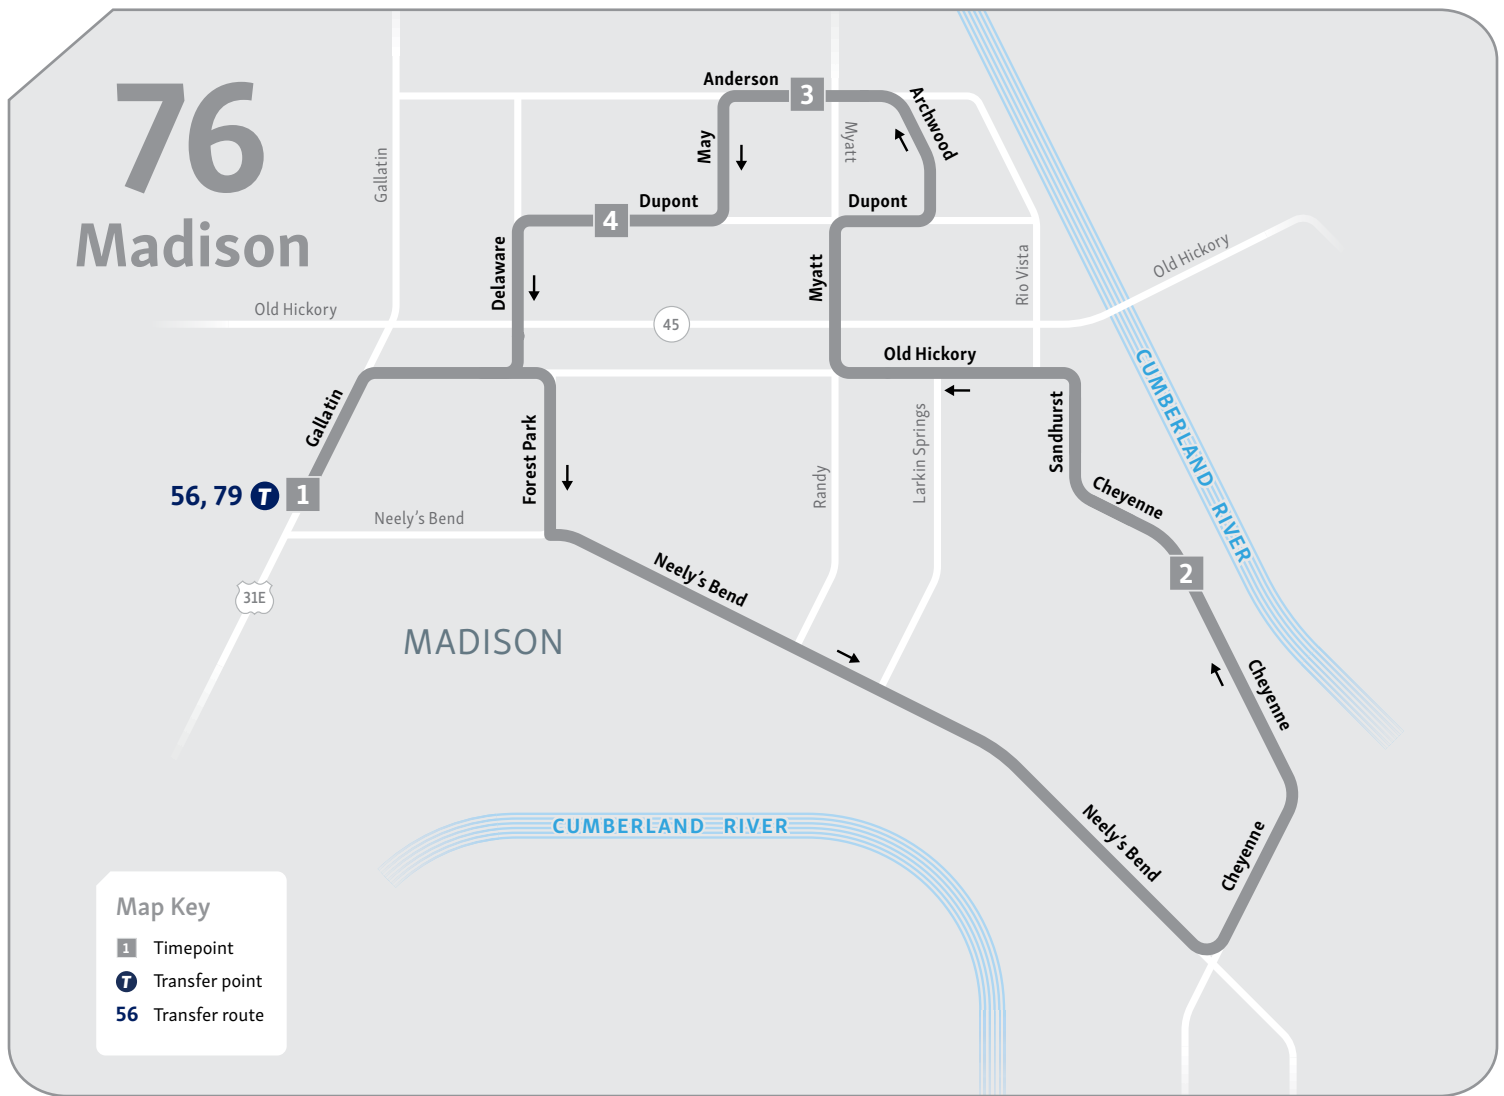 76
Madison
Anderson
3
Archwood
Myatt
May
Gallatin
Dupont
Dupont
4
Delaware
Myatt
Rio Vista
Old Hickory
Old Hickory
45
Old Hickory
CUMBERLAND RIVER
Gallatin
Forest Park
Sandhurst
Larkin Springs
Randy
Cheyenne
56, 79 T 1
Neely's Bend
2
Neely's Bend
31E
MADISON
Cheyenne
CUMBERLAND RIVER
Neely's Bend
Cheyenne
Map Key
1 Timepoint
T Transfer point
56 Transfer route